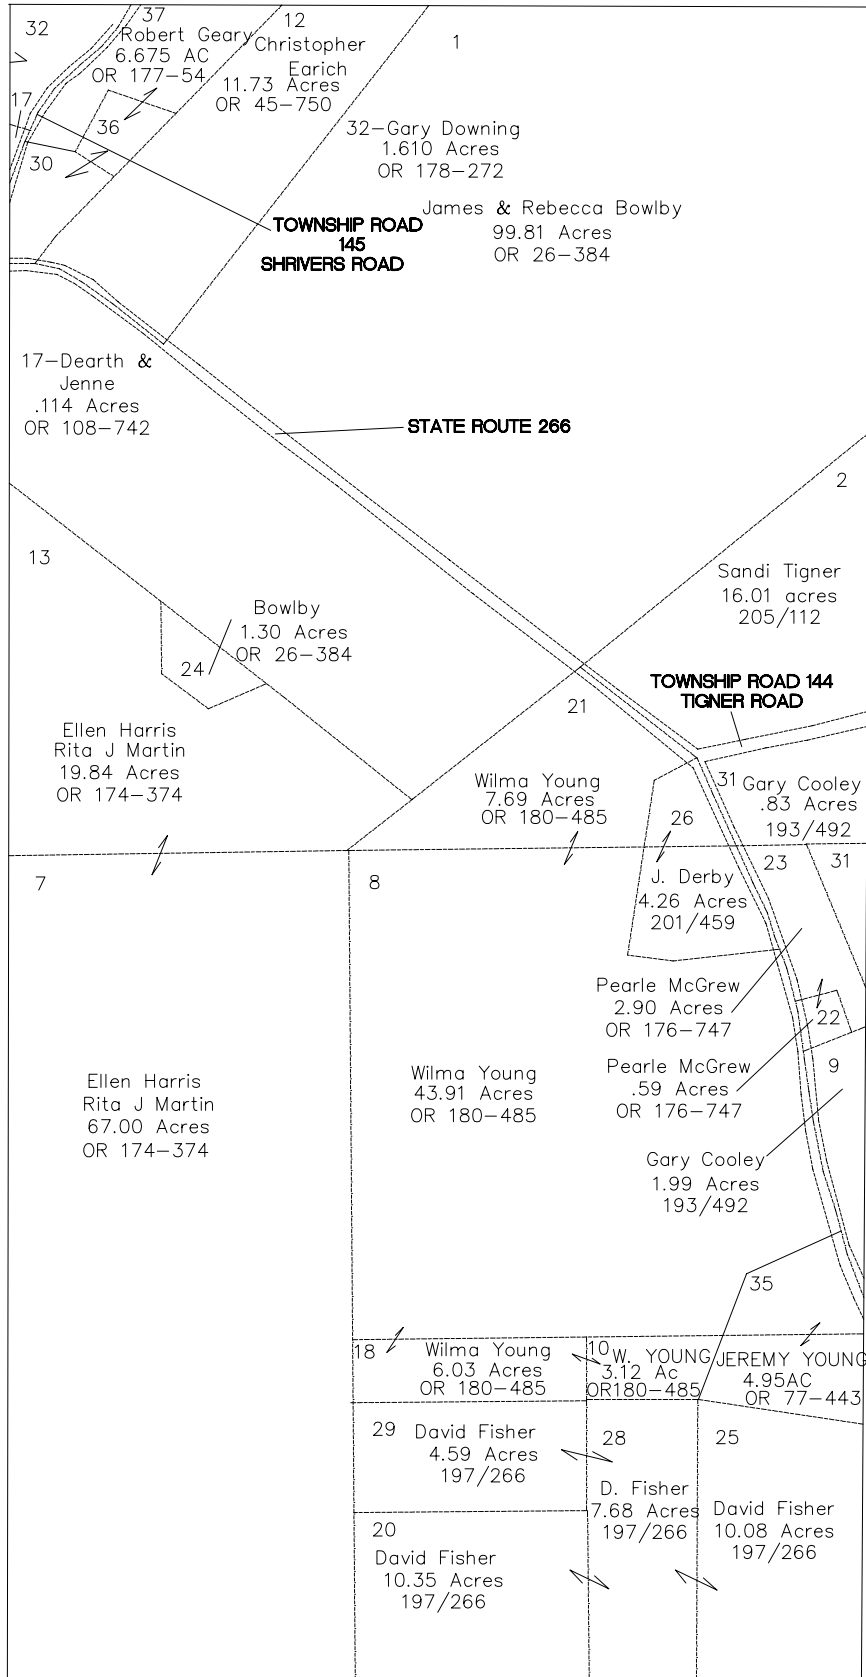 32
37
12
1
Robert Geary
6.675 AC
OR 177-54
Christopher
Earich
11.73 Acres
OR 45-750
17
36
30
32-Gary Downing
1.610 Acres
OR 178-272
James & Rebecca Bowlby
99.81 Acres
OR 26-384
TOWNSHIP ROAD
145
SHRIVERS ROAD
17-Dearth &
Jenne
.114 Acres
OR 108-742
STATE ROUTE 266
2
13
Sandi Tigner
16.01 acres
205/112
Bowlby
1.30 Acres
OR 26-384
24
TOWNSHIP ROAD 144
TIGNER ROAD
21
Ellen Harris
Rita J Martin
19.84 Acres
OR 174-374
Wilma Young
7.69 Acres
OR 180-485
31
Gary Cooley
.83 Acres
193/492
26
23
31
7
8
J. Derby
4.26 Acres
201/459
Pearle McGrew
2.90 Acres
OR 176-747
22
Pearle McGrew
.59 Acres
OR 176-747
9
Ellen Harris
Rita J Martin
67.00 Acres
OR 174-374
Wilma Young
43.91 Acres
OR 180-485
Gary Cooley
1.99 Acres
193/492
35
18
Wilma Young
6.03 Acres
OR 180-485
10
W. YOUNG
3.12 Ac
OR180-485
JEREMY YOUNG
4.95AC
OR 77-443
29
David Fisher
4.59 Acres
197/266
28
25
D. Fisher
7.68 Acres
197/266
David Fisher
10.08 Acres
197/266
20
David Fisher
10.35 Acres
197/266